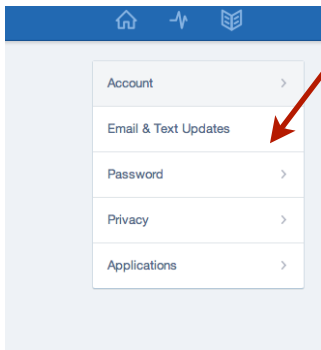 Account
Email & Text Updates
Password
Privacy
Applications